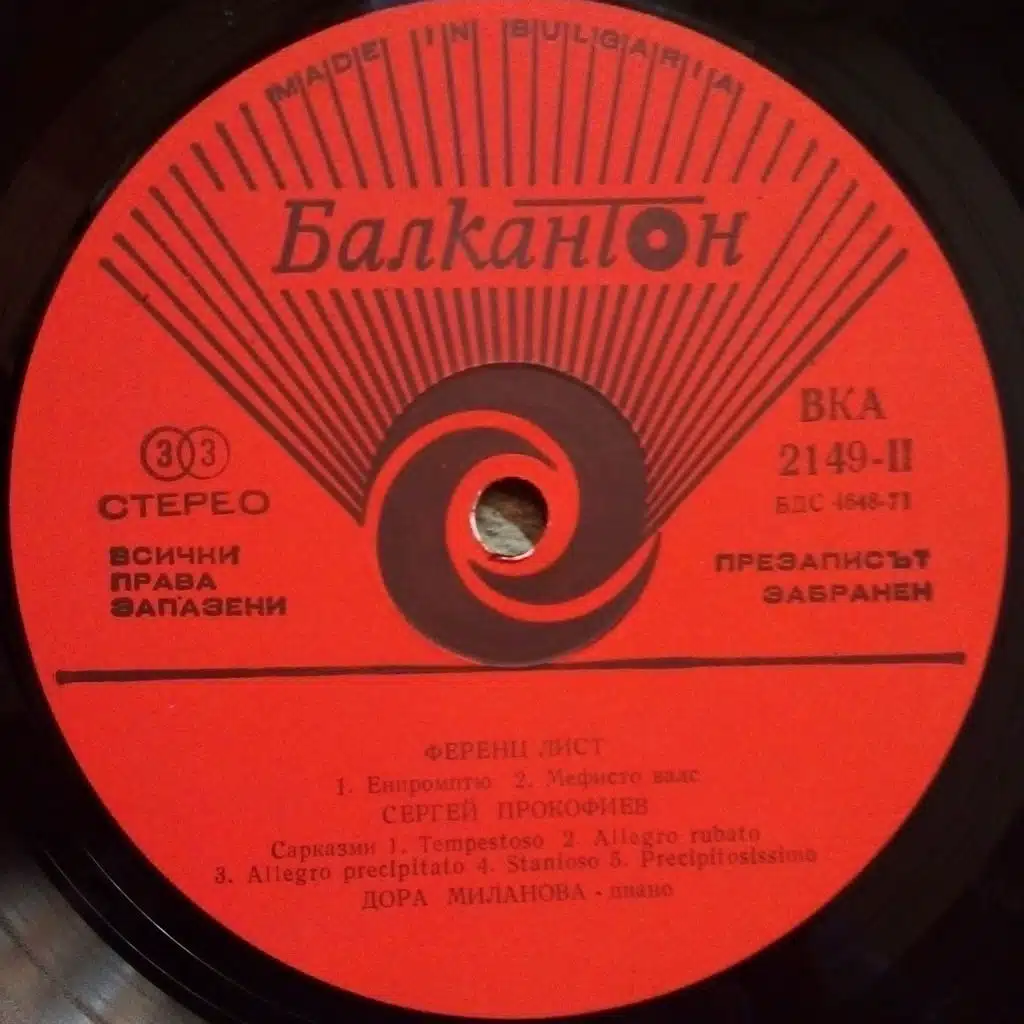 MADE IN BULGARIA
Балкантон
33
СТЕРЕО
ВСИЧКИ
ПРАВА
ЗАПАЗЕНИ
ВКА
2149-II
БДС 4648-71
ПРЕЗАПИСЪТ
ЗАБРАНЕН
ФЕРЕНЦ ЛИСТ
1. Енпромптю 2. Мефисто валс
СЕРГЕЙ ПРОКОФИЕВ
Сарказми 1. Tempestoso 2. Allegro rubato
3. Allegro precipitato 4. Stanioso 5. Precipitosissimo
ДОРА МИЛАНОВА - пиано